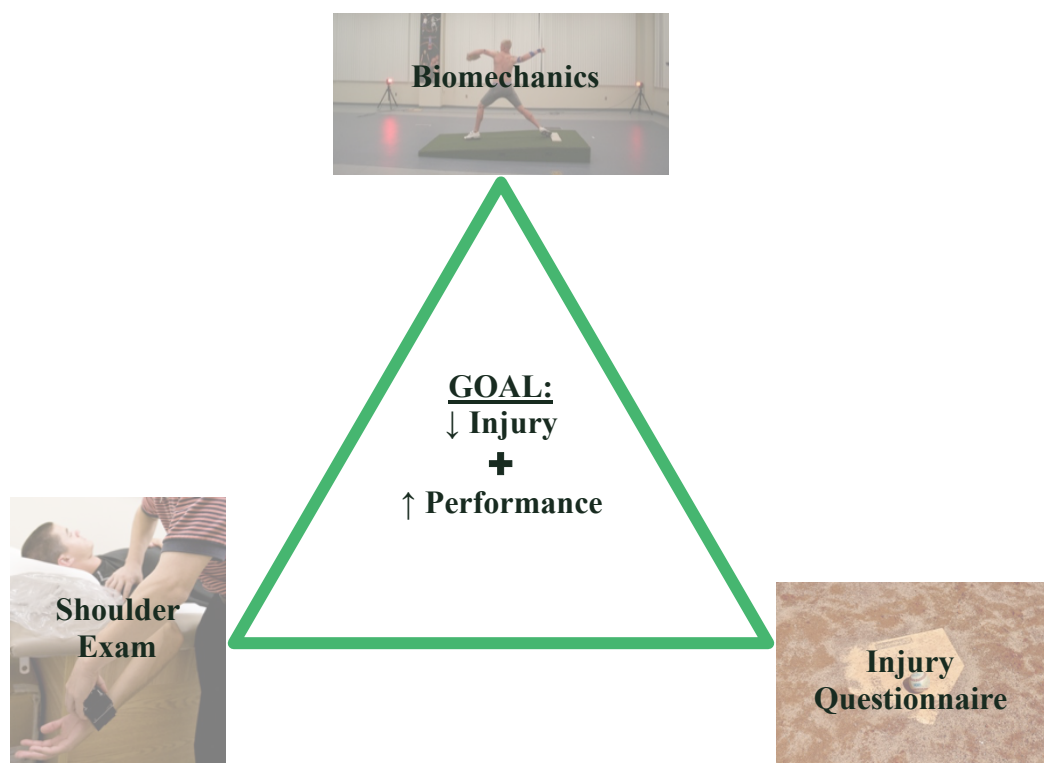 Biomechanics
GOAL:
↓ Injury
✚
↑ Performance
Shoulder
Exam
Injury
Questionnaire